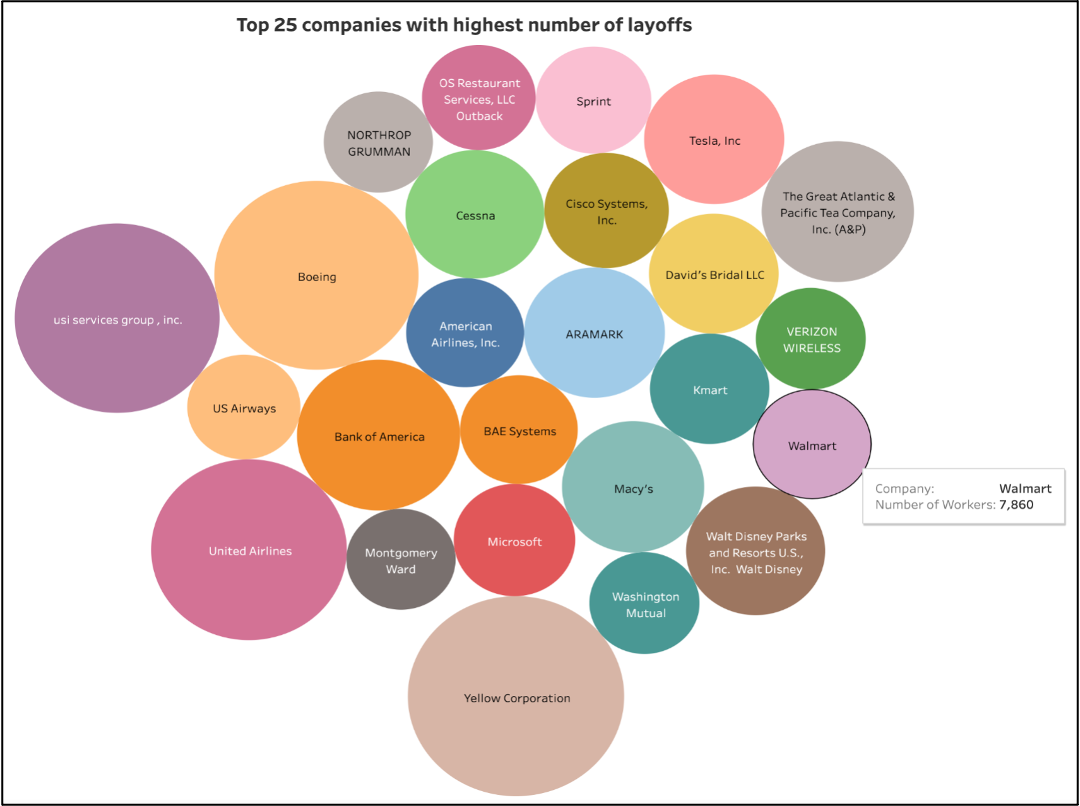 Top 25 companies with highest number of layoffs
OS Restaurant
Services, LLC
Outback
Sprint
NORTHROP
GRUMMAN
Tesla, Inc
The Great Atlantic &
Pacific Tea Company,
Inc. (A&P)
Cessna
Cisco Systems,
Inc.
Boeing
David's Bridal LLC
usi services group , inc.
American
Airlines, Inc.
ARAMARK
VERIZON
WIRELESS
Kmart
US Airways
Bank of America
BAE Systems
Walmart
Macy's
Company: Walmart
Number of Workers: 7,860
United Airlines
Montgomery
Ward
Microsoft
Walt Disney Parks
and Resorts U.S.,
Inc. Walt Disney
Washington
Mutual
Yellow Corporation